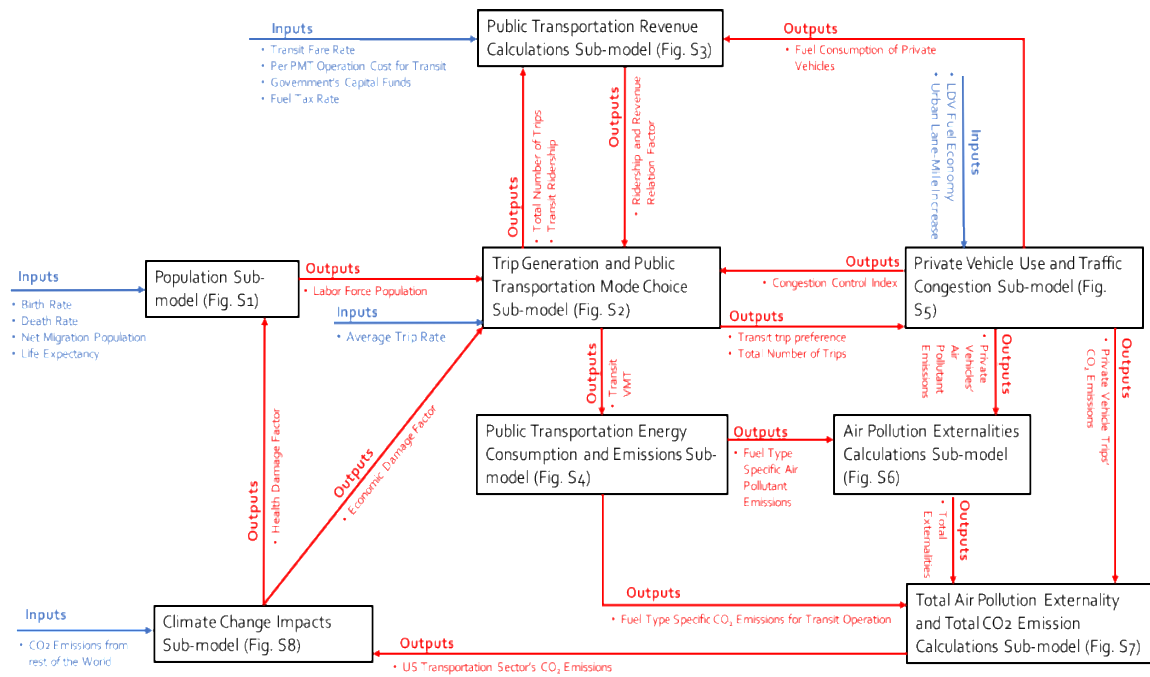 Inputs
• Transit Fare Rate
• Per PMT Operation Cost for Transit
• Government's Capital Funds
• Fuel Tax Rate
Public Transportation Revenue
Calculations Sub-model (Fig. S3)
Outputs
• Fuel Consumption of Private
Vehicles
Outputs
• Total Number of Trips
• Transit Ridership
Outputs
• Ridership and Revenue
Relation Factor
Inputs
• LDV Fuel Economy
• Urban Lane-Mile Increase
Inputs
• Birth Rate
• Death Rate
• Net Migration Population
• Life Expectancy
Population Sub-
model (Fig. S1)
Outputs
• Labor Force Population
Inputs
• Average Trip Rate
Trip Generation and Public
Transportation Mode Choice
Sub-model (Fig. S2)
Outputs
• Congestion Control Index
Outputs
• Transit trip preference
• Total Number of Trips
Private Vehicle Use and Traffic
Congestion Sub-model (Fig.
S5)
Outputs
• Transit
VMT
Outputs
• Private
Vehicles'
Air
Pollutant
Emissions
Outputs
• Private Vehicle Trips'
CO₂ Emissions
Public Transportation Energy
Consumption and Emissions Sub-
model (Fig. S4)
Outputs
• Fuel Type
Specific Air
Pollutant
Emissions
Air Pollution Externalities
Calculations Sub-model
(Fig. S6)
Outputs
• Health Damage Factor
Outputs
• Economic Damage Factor
Outputs
• Total
Externalities
Inputs
• CO2 Emissions from
rest of the World
Climate Change Impacts
Sub-model (Fig. S8)
Outputs
• Fuel Type Specific CO₂ Emissions for Transit Operation
Outputs
• US Transportation Sector's CO₂ Emissions
Total Air Pollution Externality
and Total CO2 Emission
Calculations Sub-model (Fig. S7)